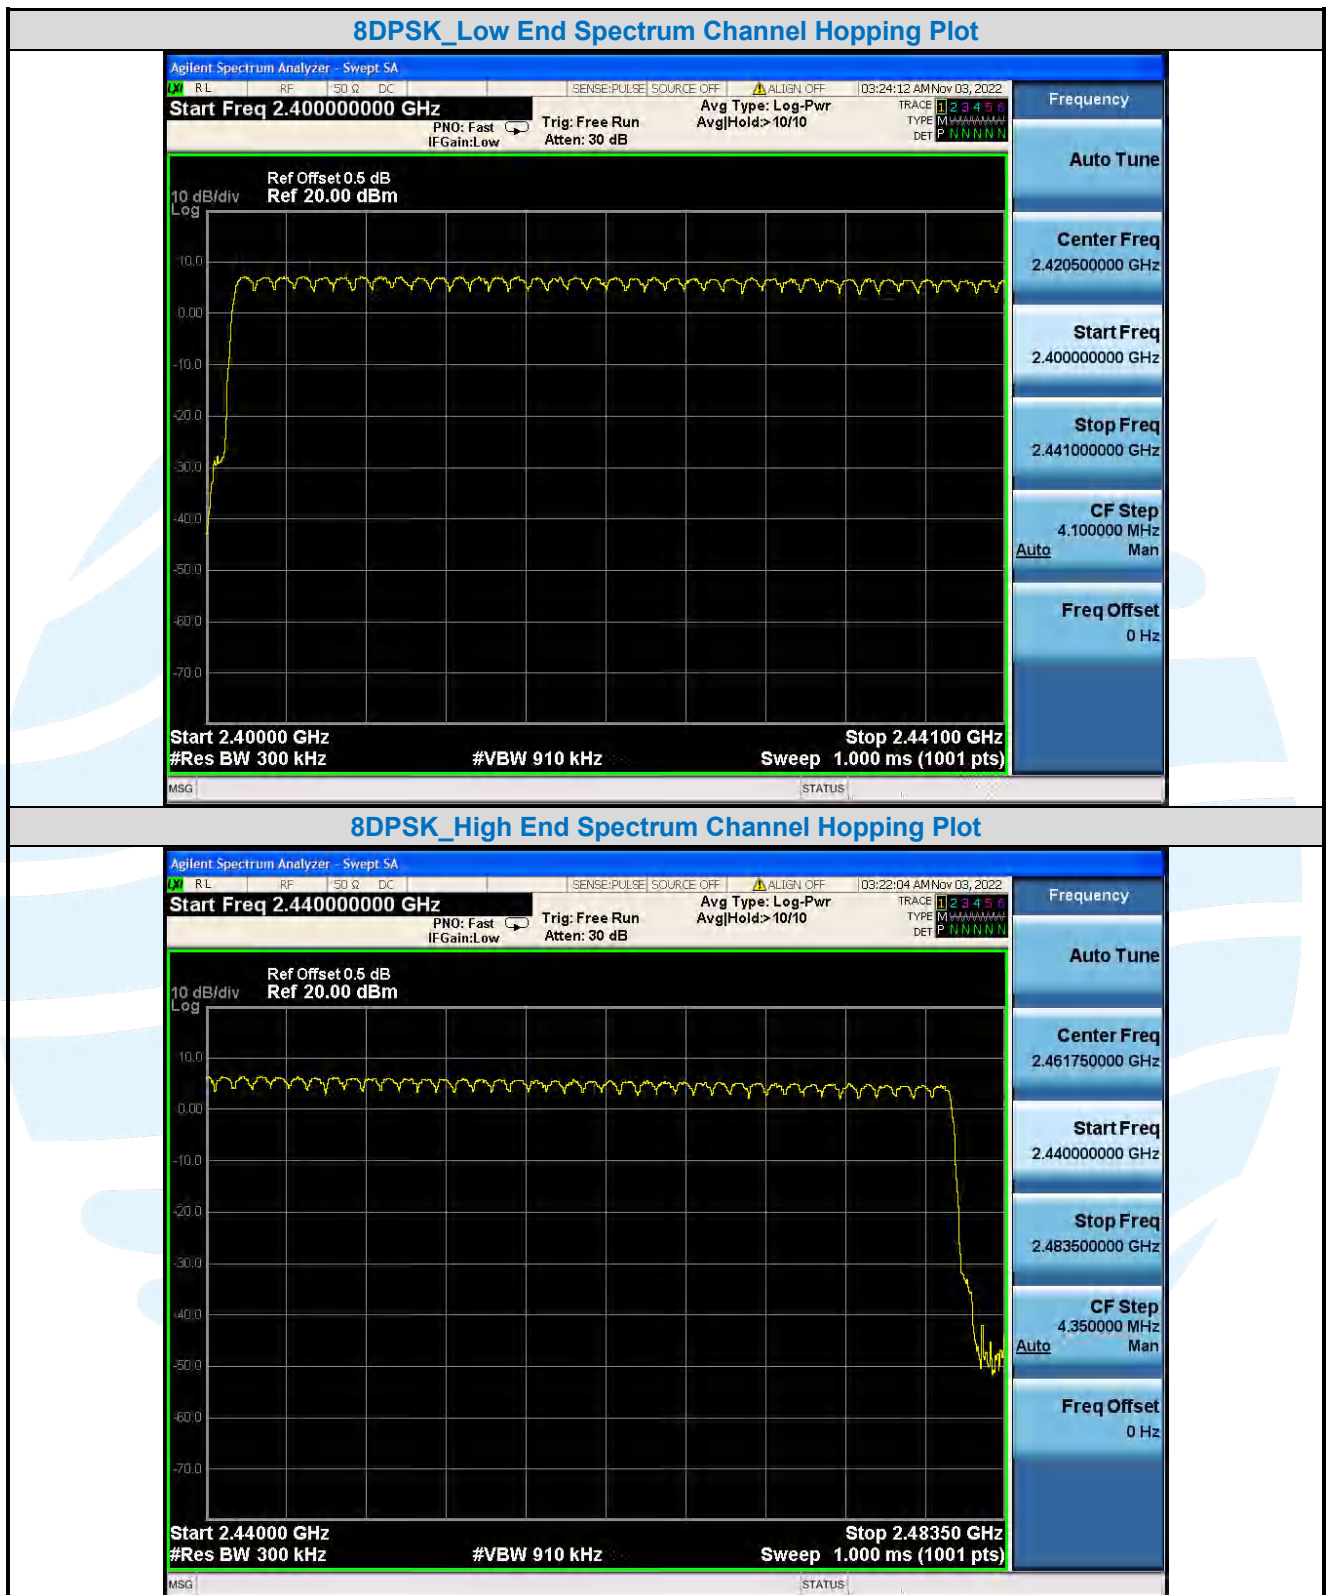 8DPSK_Low End Spectrum Channel Hopping Plot
Agilent Spectrum Analyzer - Swept SA
LXI RL RF 50 Ω DC SENSE:PULSE SOURCE OFF ALIGN OFF 03:24:12 AM Nov 03, 2022
Start Freq 2.400000000 GHz
PNO: Fast
IFGain:Low
Trig: Free Run
Atten: 30 dB
Avg Type: Log-Pwr
Avg|Hold:>10/10
TRACE 1 2 3 4 5 6
TYPE MWWWWW
DET P N N N N N
Ref Offset 0.5 dB
10 dB/div Ref 20.00 dBm
Log
10.0
0.00
-10.0
-20.0
-30.0
-40.0
-50.0
-60.0
-70.0
Start 2.40000 GHz Stop 2.44100 GHz
#Res BW 300 kHz #VBW 910 kHz Sweep 1.000 ms (1001 pts)
MSG STATUS
Frequency
Auto Tune
Center Freq
2.420500000 GHz
Start Freq
2.400000000 GHz
Stop Freq
2.441000000 GHz
CF Step
4.100000 MHz
Auto Man
Freq Offset
0 Hz
8DPSK_High End Spectrum Channel Hopping Plot
Agilent Spectrum Analyzer - Swept SA
LXI RL RF 50 Ω DC SENSE:PULSE SOURCE OFF ALIGN OFF 03:22:04 AM Nov 03, 2022
Start Freq 2.440000000 GHz
PNO: Fast
IFGain:Low
Trig: Free Run
Atten: 30 dB
Avg Type: Log-Pwr
Avg|Hold:>10/10
TRACE 1 2 3 4 5 6
TYPE MWWWWW
DET P N N N N N
Ref Offset 0.5 dB
10 dB/div Ref 20.00 dBm
Log
10.0
0.00
-10.0
-20.0
-30.0
-40.0
-50.0
-60.0
-70.0
Start 2.44000 GHz Stop 2.48350 GHz
#Res BW 300 kHz #VBW 910 kHz Sweep 1.000 ms (1001 pts)
MSG STATUS
Frequency
Auto Tune
Center Freq
2.461750000 GHz
Start Freq
2.440000000 GHz
Stop Freq
2.483500000 GHz
CF Step
4.350000 MHz
Auto Man
Freq Offset
0 Hz